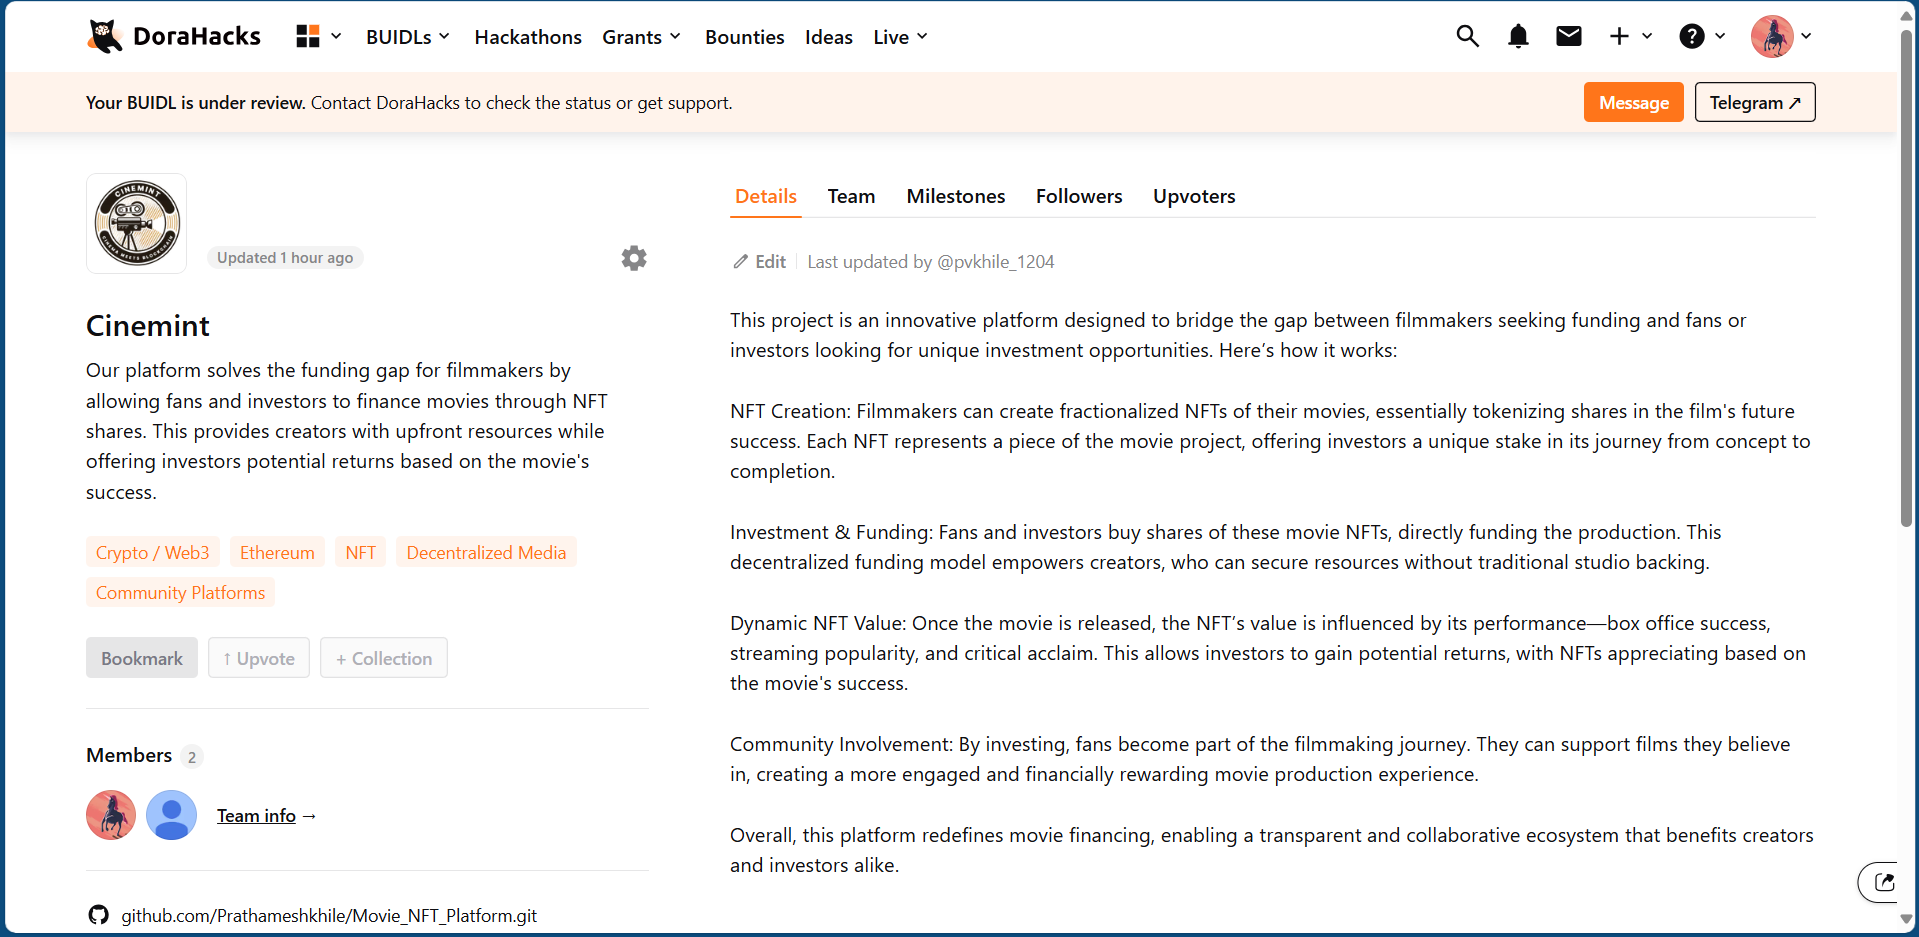 DoraHacks
BUIDLs
Hackathons
Grants
Bounties
Ideas
Live
Your BUIDL is under review. Contact DoraHacks to check the status or get support.
Message
Telegram ↗
CINEMINT
CINEMA MEETS BLOCKCHAIN
Updated 1 hour ago
Cinemint
Our platform solves the funding gap for filmmakers by
allowing fans and investors to finance movies through NFT
shares. This provides creators with upfront resources while
offering investors potential returns based on the movie's
success.
Crypto / Web3
Ethereum
NFT
Decentralized Media
Community Platforms
Bookmark
↑ Upvote
+ Collection
Members 2
Team info →
github.com/Prathameshkhile/Movie_NFT_Platform.git
Details
Team
Milestones
Followers
Upvoters
Edit
Last updated by @pvkhile_1204
This project is an innovative platform designed to bridge the gap between filmmakers seeking funding and fans or
investors looking for unique investment opportunities. Here’s how it works:
NFT Creation: Filmmakers can create fractionalized NFTs of their movies, essentially tokenizing shares in the film's future
success. Each NFT represents a piece of the movie project, offering investors a unique stake in its journey from concept to
completion.
Investment & Funding: Fans and investors buy shares of these movie NFTs, directly funding the production. This
decentralized funding model empowers creators, who can secure resources without traditional studio backing.
Dynamic NFT Value: Once the movie is released, the NFT’s value is influenced by its performance—box office success,
streaming popularity, and critical acclaim. This allows investors to gain potential returns, with NFTs appreciating based on
the movie's success.
Community Involvement: By investing, fans become part of the filmmaking journey. They can support films they believe
in, creating a more engaged and financially rewarding movie production experience.
Overall, this platform redefines movie financing, enabling a transparent and collaborative ecosystem that benefits creators
and investors alike.